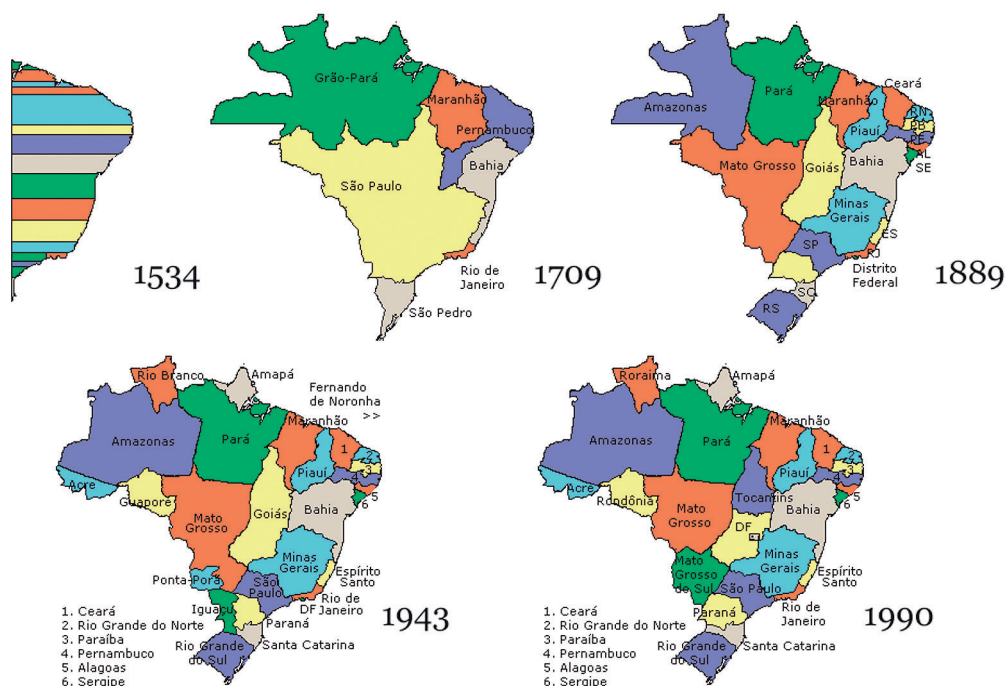 1534
Grão-Pará
Maranhão
Pernambuco
Bahia
São Paulo
Rio de
Janeiro
São Pedro
1709
Ceará
Amazonas
Pará
Maranhão
RN
PB
Piauí
PE
AL
SE
Bahia
Mato Grosso
Goiás
Minas
Gerais
ES
SP
RJ
Distrito
Federal
SC
RS
1889
Rio Branco
Amapá
Fernando
de Noronha
>>
Maranhão
Amazonas
Pará
1
2
3
Piauí
4
5
6
Acre
Guaporé
Mato
Grosso
Goiás
Bahia
Minas
Gerais
Espírito
Santo
Ponta-Porã
São
Paulo
Rio de
Janeiro
DF
Iguaçu
Paraná
Santa Catarina
Rio Grande
do Sul
1943
1. Ceará
2. Rio Grande do Norte
3. Paraíba
4. Pernambuco
5. Alagoas
6. Sergipe
Roraima
Amapá
Maranhão
Amazonas
Pará
1
2
3
Piauí
4
5
6
Acre
Rondônia
Tocantins
Mato
Grosso
Bahia
DF
Minas
Gerais
Espírito
Santo
Mato
Grosso
do Sul
São Paulo
Rio de
Janeiro
Paraná
Santa Catarina
Rio Grande
do Sul
1990
1. Ceará
2. Rio Grande do Norte
3. Paraíba
4. Pernambuco
5. Alagoas
6. Sergipe